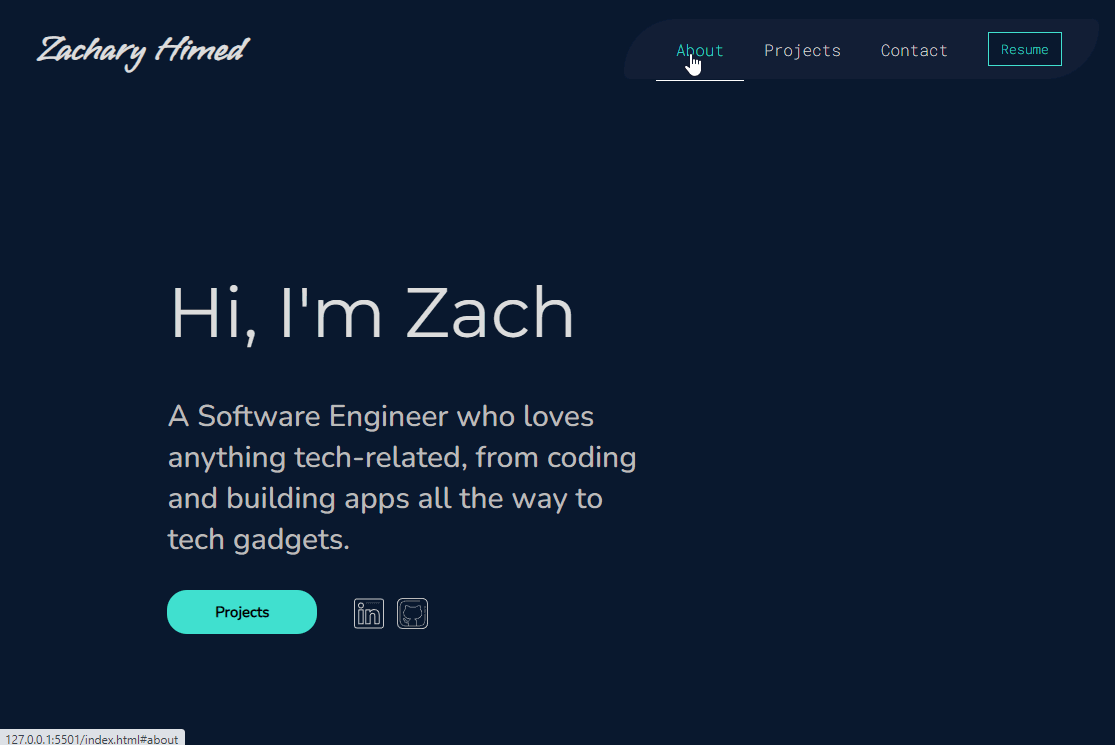 Zachary Himed
About Projects Contact Resume
Hi, I'm Zach
A Software Engineer who loves
anything tech-related, from coding
and building apps all the way to
tech gadgets.
Projects in
127.0.0.1:5501/index.html#about